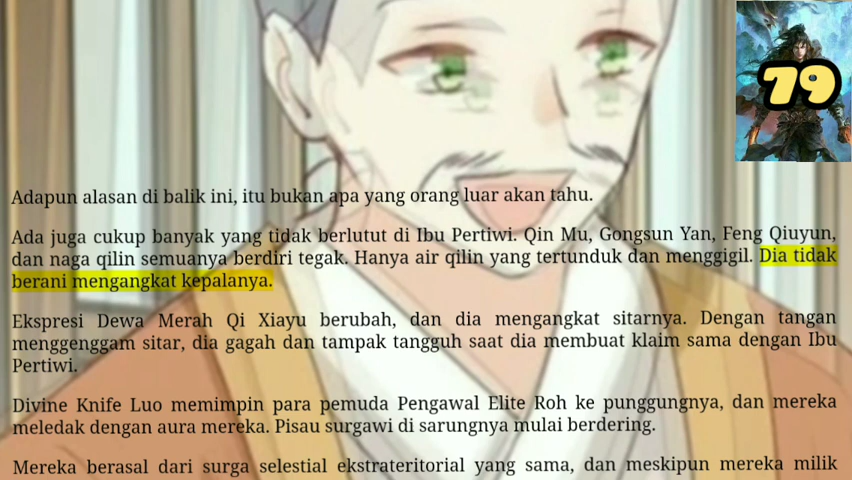 79
Adapun alasan di balik ini, itu bukan apa yang orang luar akan tahu.
Ada juga cukup banyak yang tidak berlutut di Ibu Pertiwi. Qin Mu, Gongsun Yan, Feng Qiuyun,
dan naga qilin semuanya berdiri tegak. Hanya air qilin yang tertunduk dan menggigil. Dia tidak
berani mengangkat kepalanya.
Ekspresi Dewa Merah Qi Xiayu berubah, dan dia mengangkat sitarnya. Dengan tangan
menggenggam sitar, dia gagah dan tampak tangguh saat dia membuat klaim sama dengan Ibu
Pertiwi.
Divine Knife Luo memimpin para pemuda Pengawal Elite Roh ke punggungnya, dan mereka
meledak dengan aura mereka. Pisau surgawi di sarungnya mulai berdering.
Mereka berasal dari surga selestial ekstrateritorial yang sama, dan meskipun mereka milik